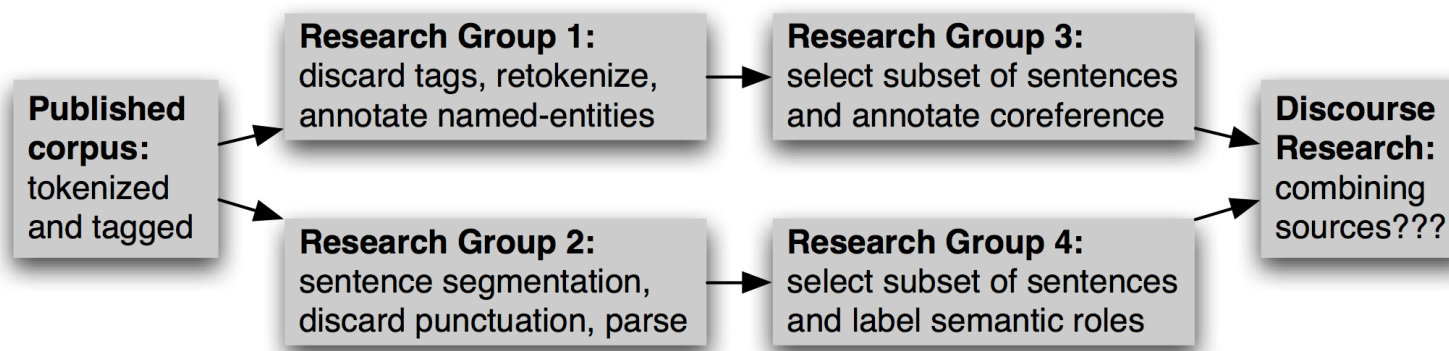 Published
corpus:
tokenized
and tagged
Research Group 1:
discard tags, retokenize,
annotate named-entities
Research Group 2:
sentence segmentation,
discard punctuation, parse
Research Group 3:
select subset of sentences
and annotate coreference
Research Group 4:
select subset of sentences
and label semantic roles
Discourse
Research:
combining
sources???